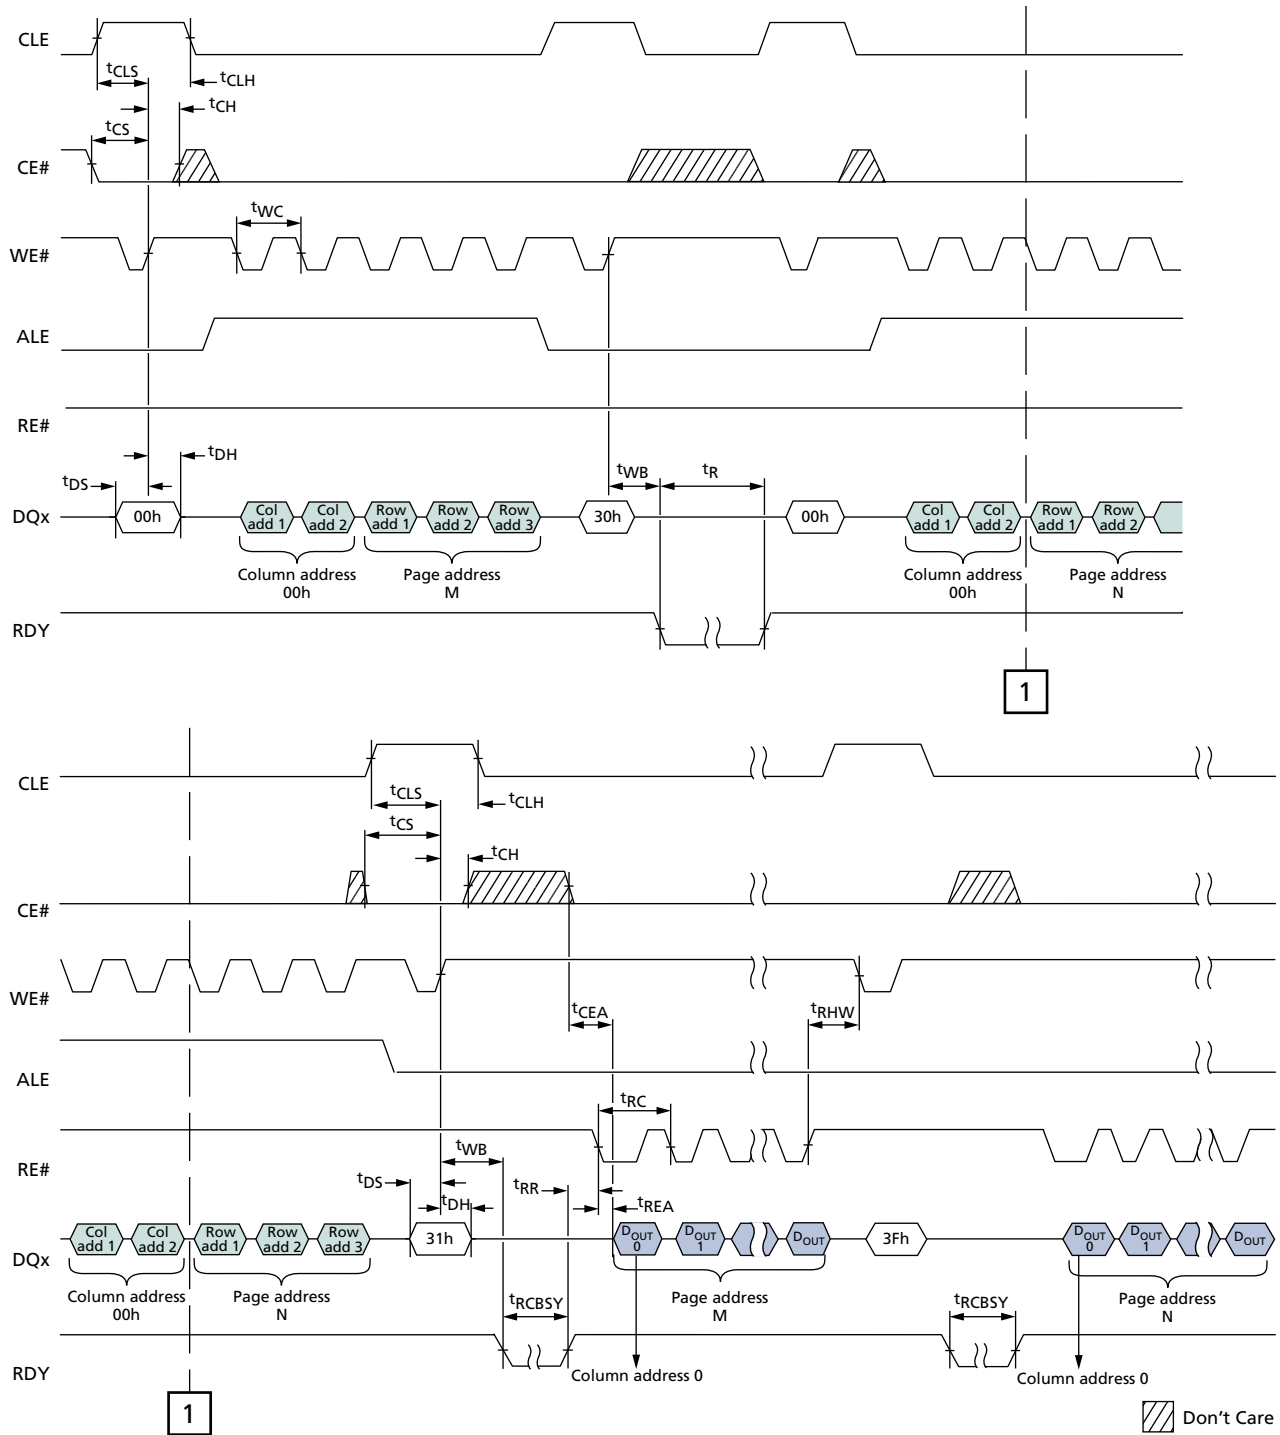 CLE
tCLS
tCLH
tCH
tCS
CE#
tWC
WE#
ALE
RE#
tDH
tDS
tWB
tR
DQx
00h
Col add 1
Col add 2
Row add 1
Row add 2
Row add 3
30h
00h
Col add 1
Col add 2
Row add 1
Row add 2
Column address
00h
Page address
M
Column address
00h
Page address
N
RDY
1
CLE
tCLS
tCLH
tCS
tCH
CE#
WE#
tCEA
tRHW
ALE
tRC
RE#
tWB
tDS
tRR
tDH
tREA
DQx
Col add 1
Col add 2
Row add 1
Row add 2
Row add 3
31h
DOUT 0
DOUT 1
DOUT
3Fh
DOUT 0
DOUT 1
DOUT
Column address
00h
Page address
N
tRCBSY
Page address
M
tRCBSY
Page address
N
RDY
Column address 0
Column address 0
1
Don't Care